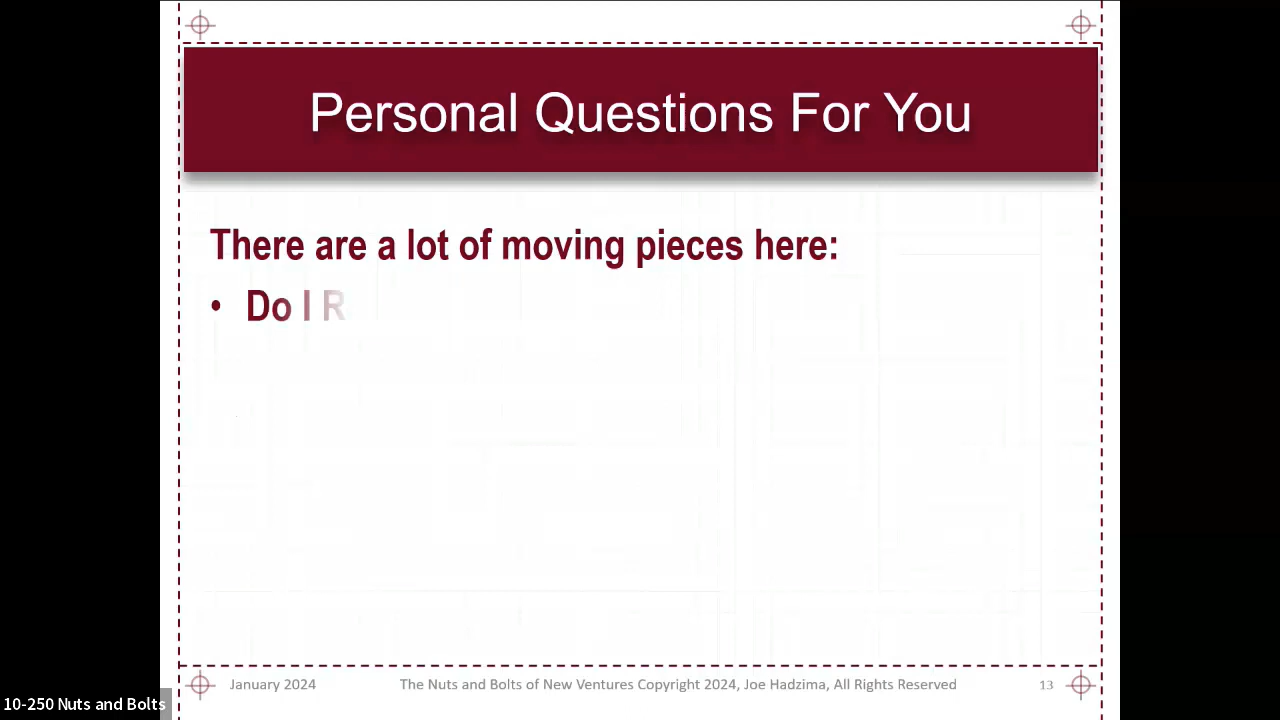 Personal Questions For You
There are a lot of moving pieces here:
• Do I R
January 2024 The Nuts and Bolts of New Ventures Copyright 2024, Joe Hadzima, All Rights Reserved 13
10-250 Nuts and Bolts